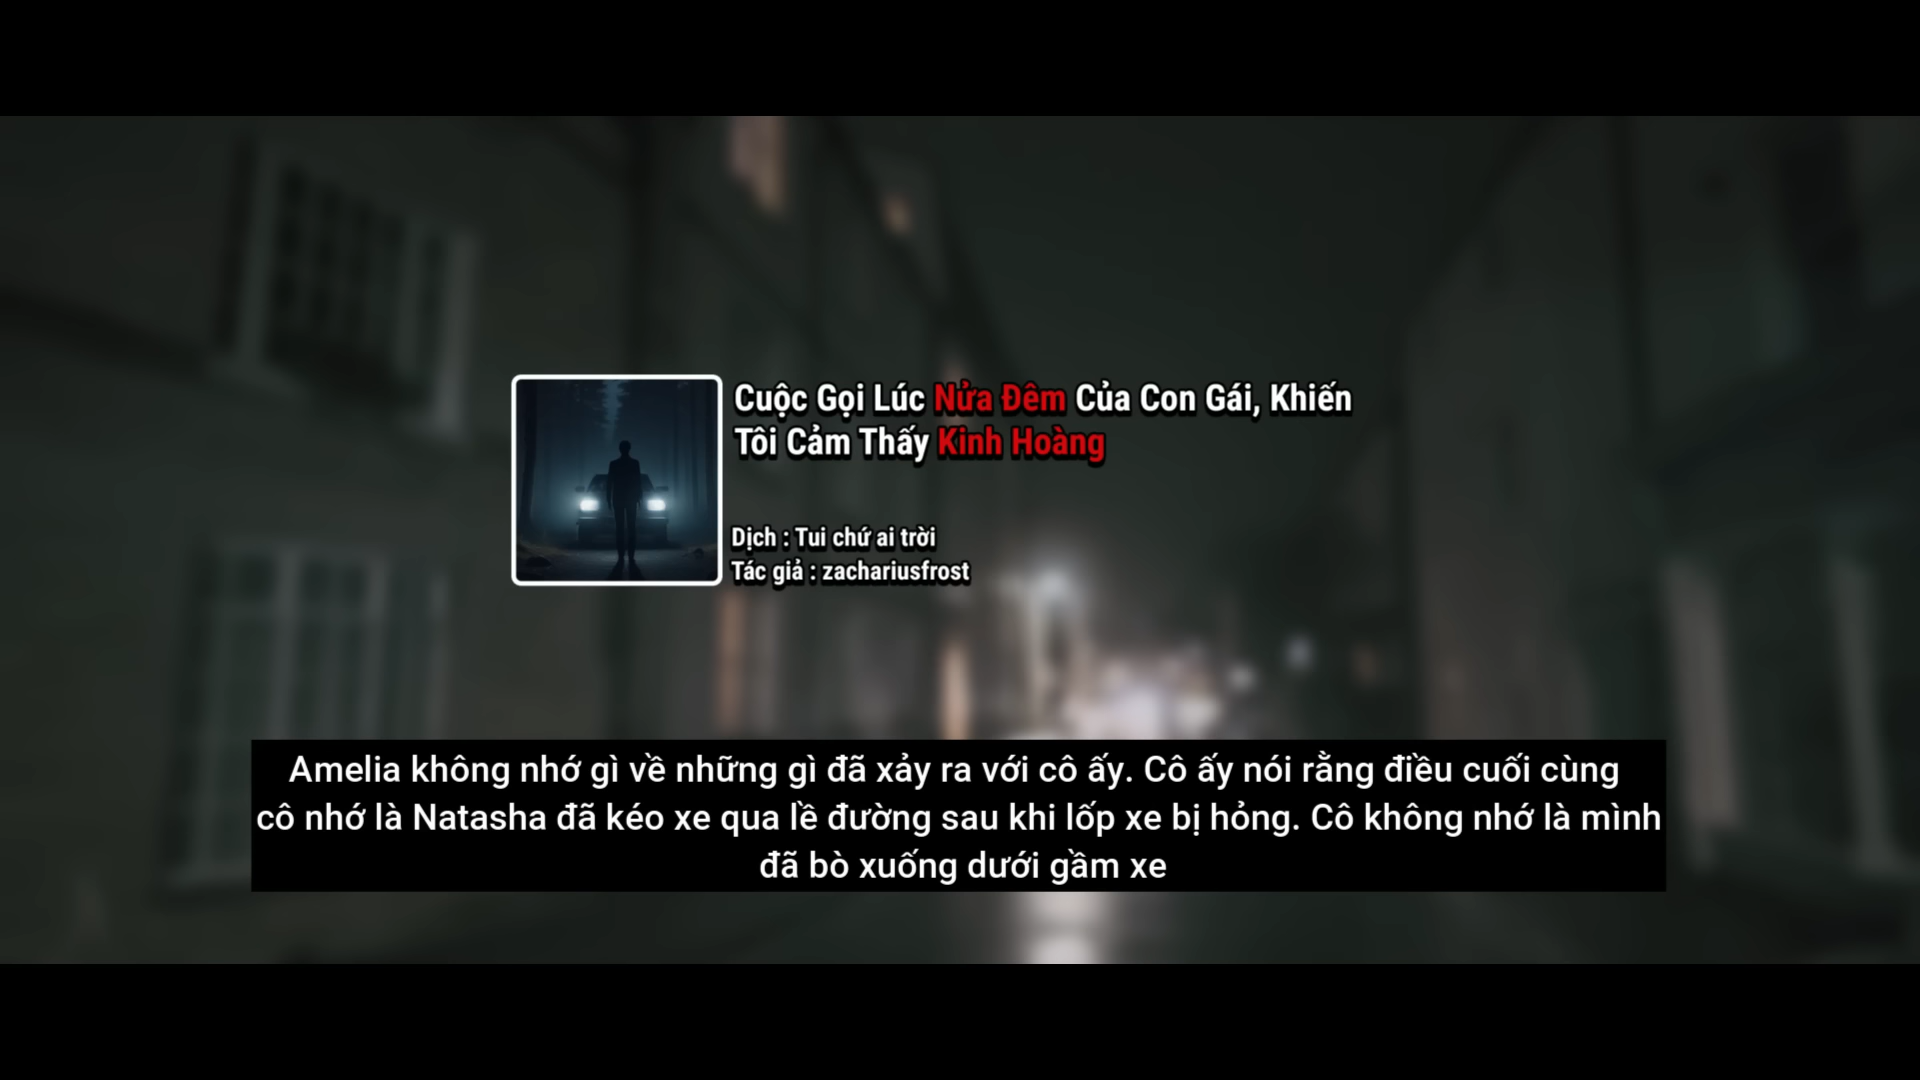 Cuộc Gọi Lúc Nửa Đêm Của Con Gái, Khiến
Tôi Cảm Thấy Kinh Hoàng
Dịch : Tui chứ ai trời
Tác giả : zachariusfrost
Amelia không nhớ gì về những gì đã xảy ra với cô ấy. Cô ấy nói rằng điều cuối cùng
cô nhớ là Natasha đã kéo xe qua lề đường sau khi lốp xe bị hỏng. Cô không nhớ là mình
đã bò xuống dưới gầm xe